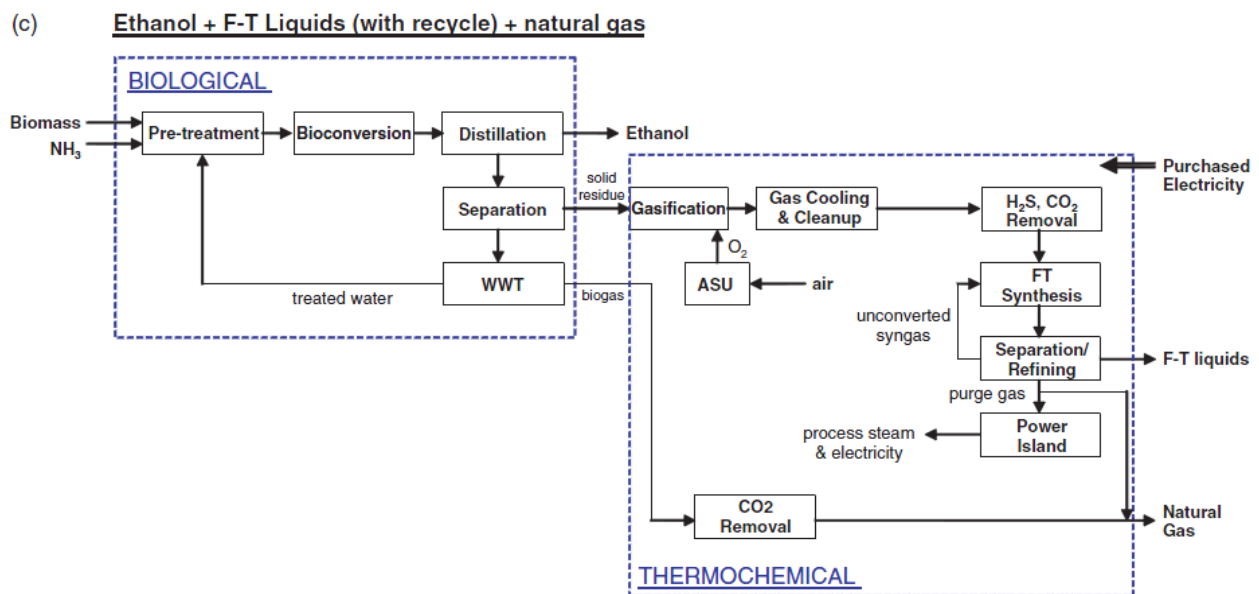 (c) Ethanol + F-T Liquids (with recycle) + natural gas
BIOLOGICAL
Biomass
NH3
Pre-treatment
Bioconversion
Distillation
Ethanol
Purchased
Electricity
solid
residue
Separation
Gasification
Gas Cooling
& Cleanup
H2S, CO2
Removal
O2
WWT
treated water
biogas
ASU
air
FT
Synthesis
unconverted
syngas
Separation/
Refining
F-T liquids
purge gas
Power
Island
process steam
& electricity
CO2
Removal
Natural
Gas
THERMOCHEMICAL